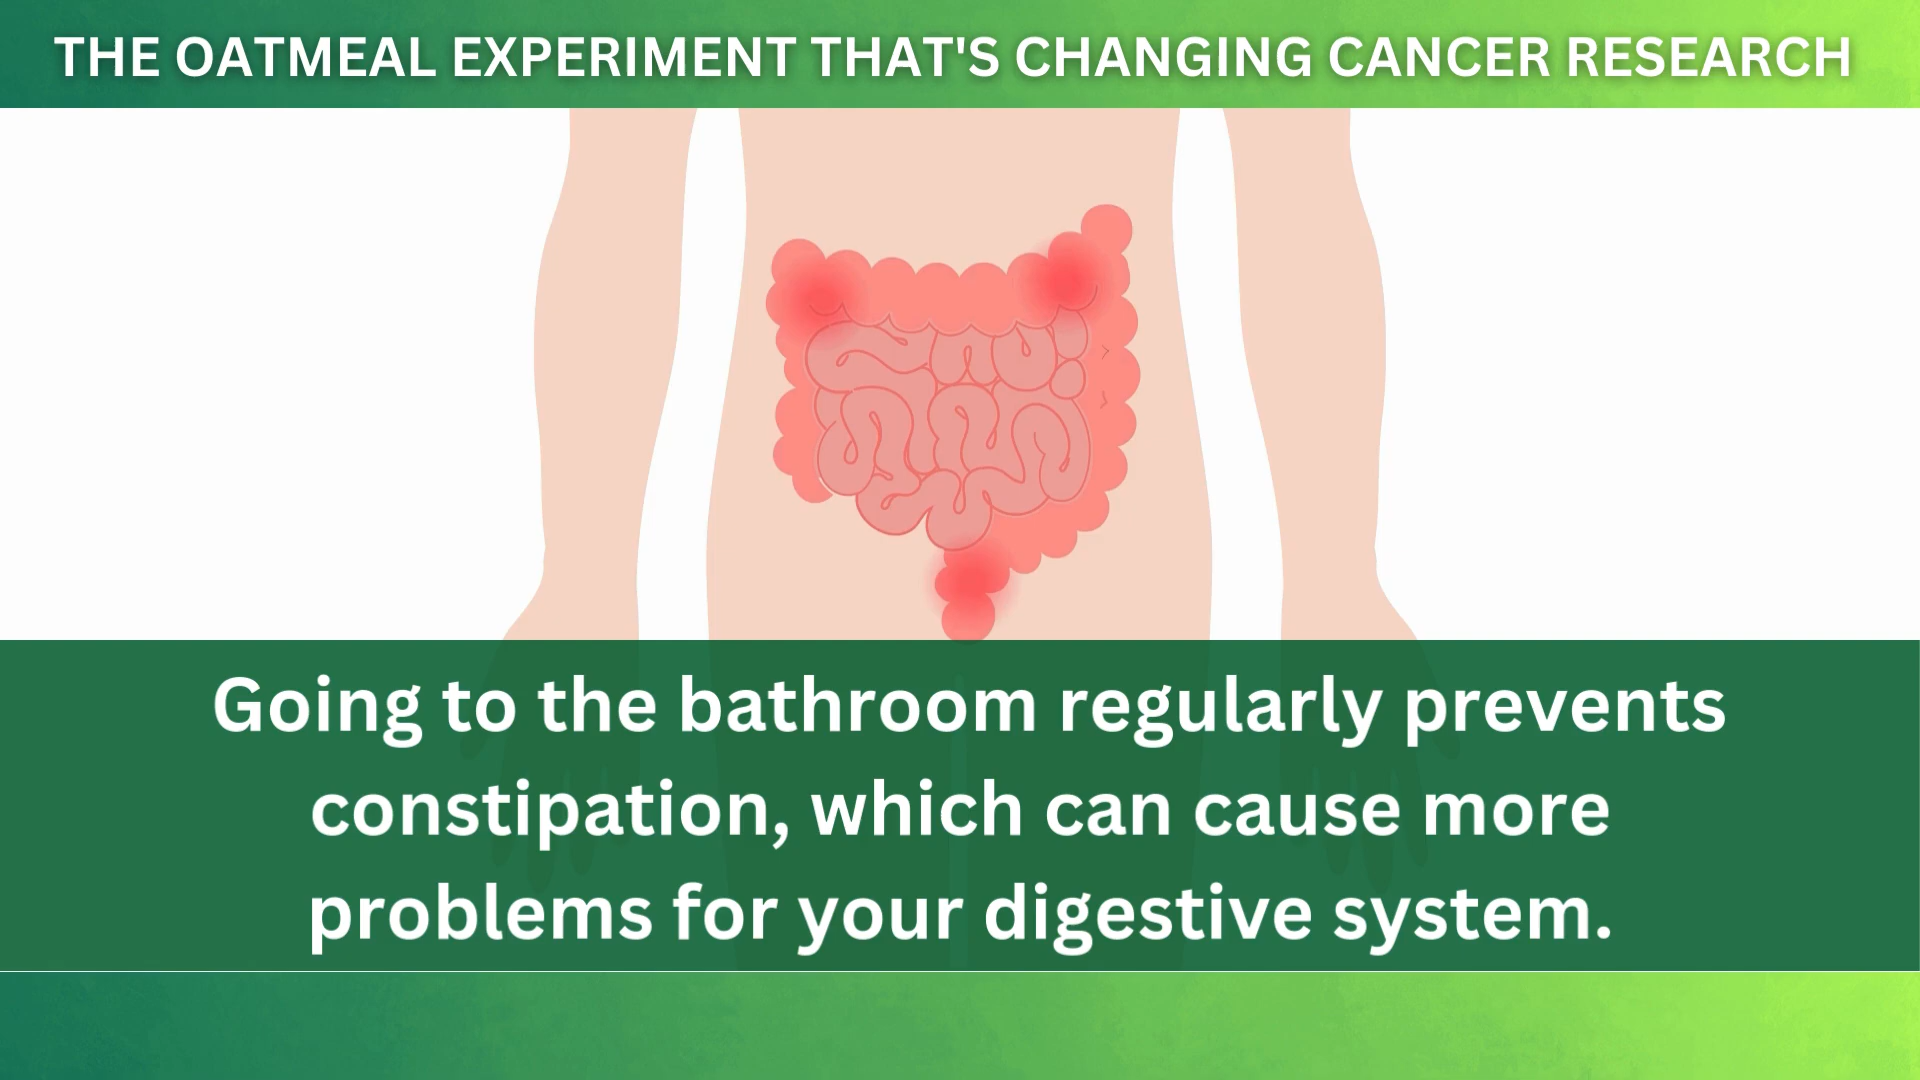 THE OATMEAL EXPERIMENT THAT'S CHANGING CANCER RESEARCH
Going to the bathroom regularly prevents
constipation, which can cause more
problems for your digestive system.